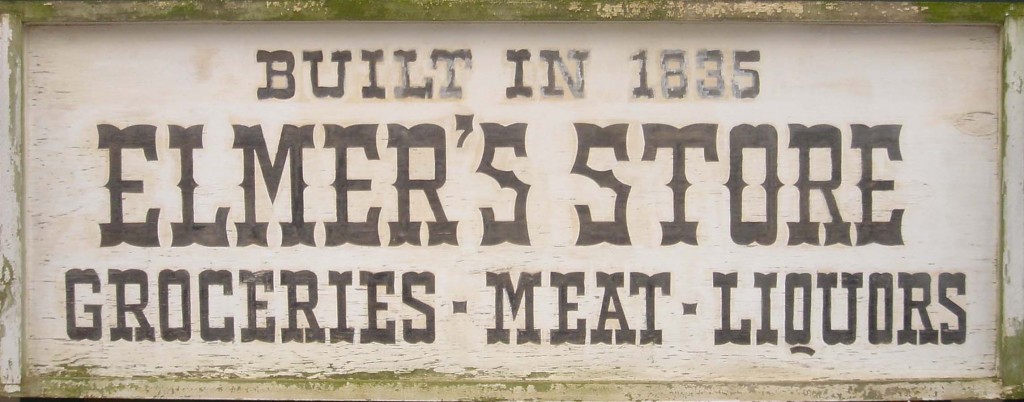 BUILT IN 1835
ELMER'S STORE
GROCERIES · MEAT · LIQUORS